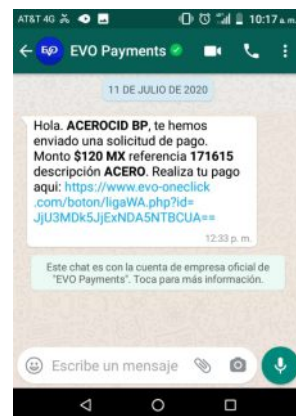 AT&T 4G
10:17 a. m.
EVO Payments
11 DE JULIO DE 2020
Hola. ACEROCID BP, te hemos
enviado una solicitud de pago.
Monto $120 MX referencia 171615
descripción ACERO. Realiza tu pago
aqui: https://www.evo-oneclick
.com/boton/ligaWA.php?id=
JjU3MDk5JjExNDA5NTBCUA==
12:33 p. m.
Este chat es con la cuenta de empresa oficial de
"EVO Payments". Toca para más información.
Escribe un mensaje